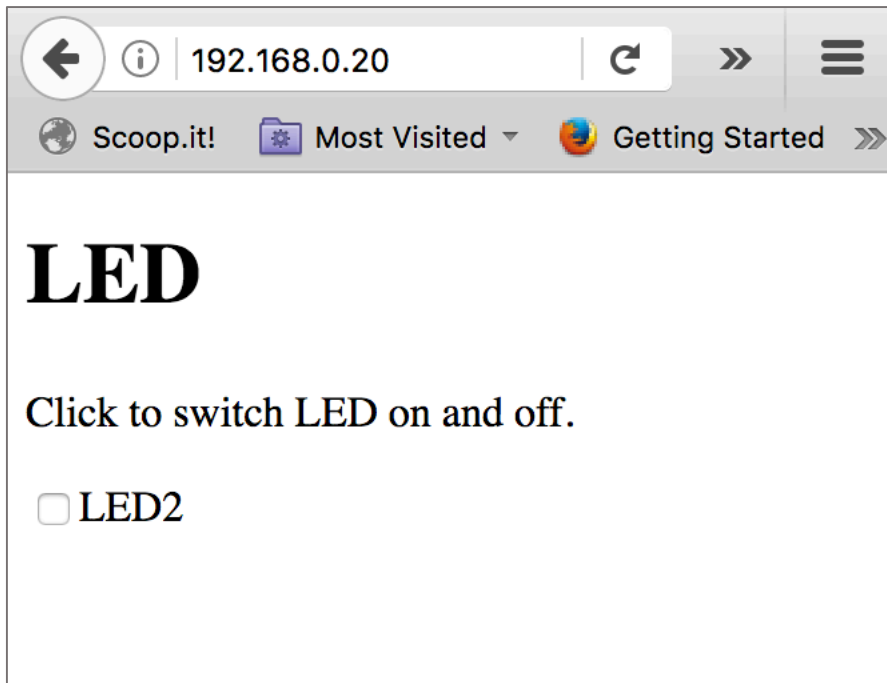 192.168.0.20
Scoop.it! Most Visited Getting Started
LED
Click to switch LED on and off.
LED2